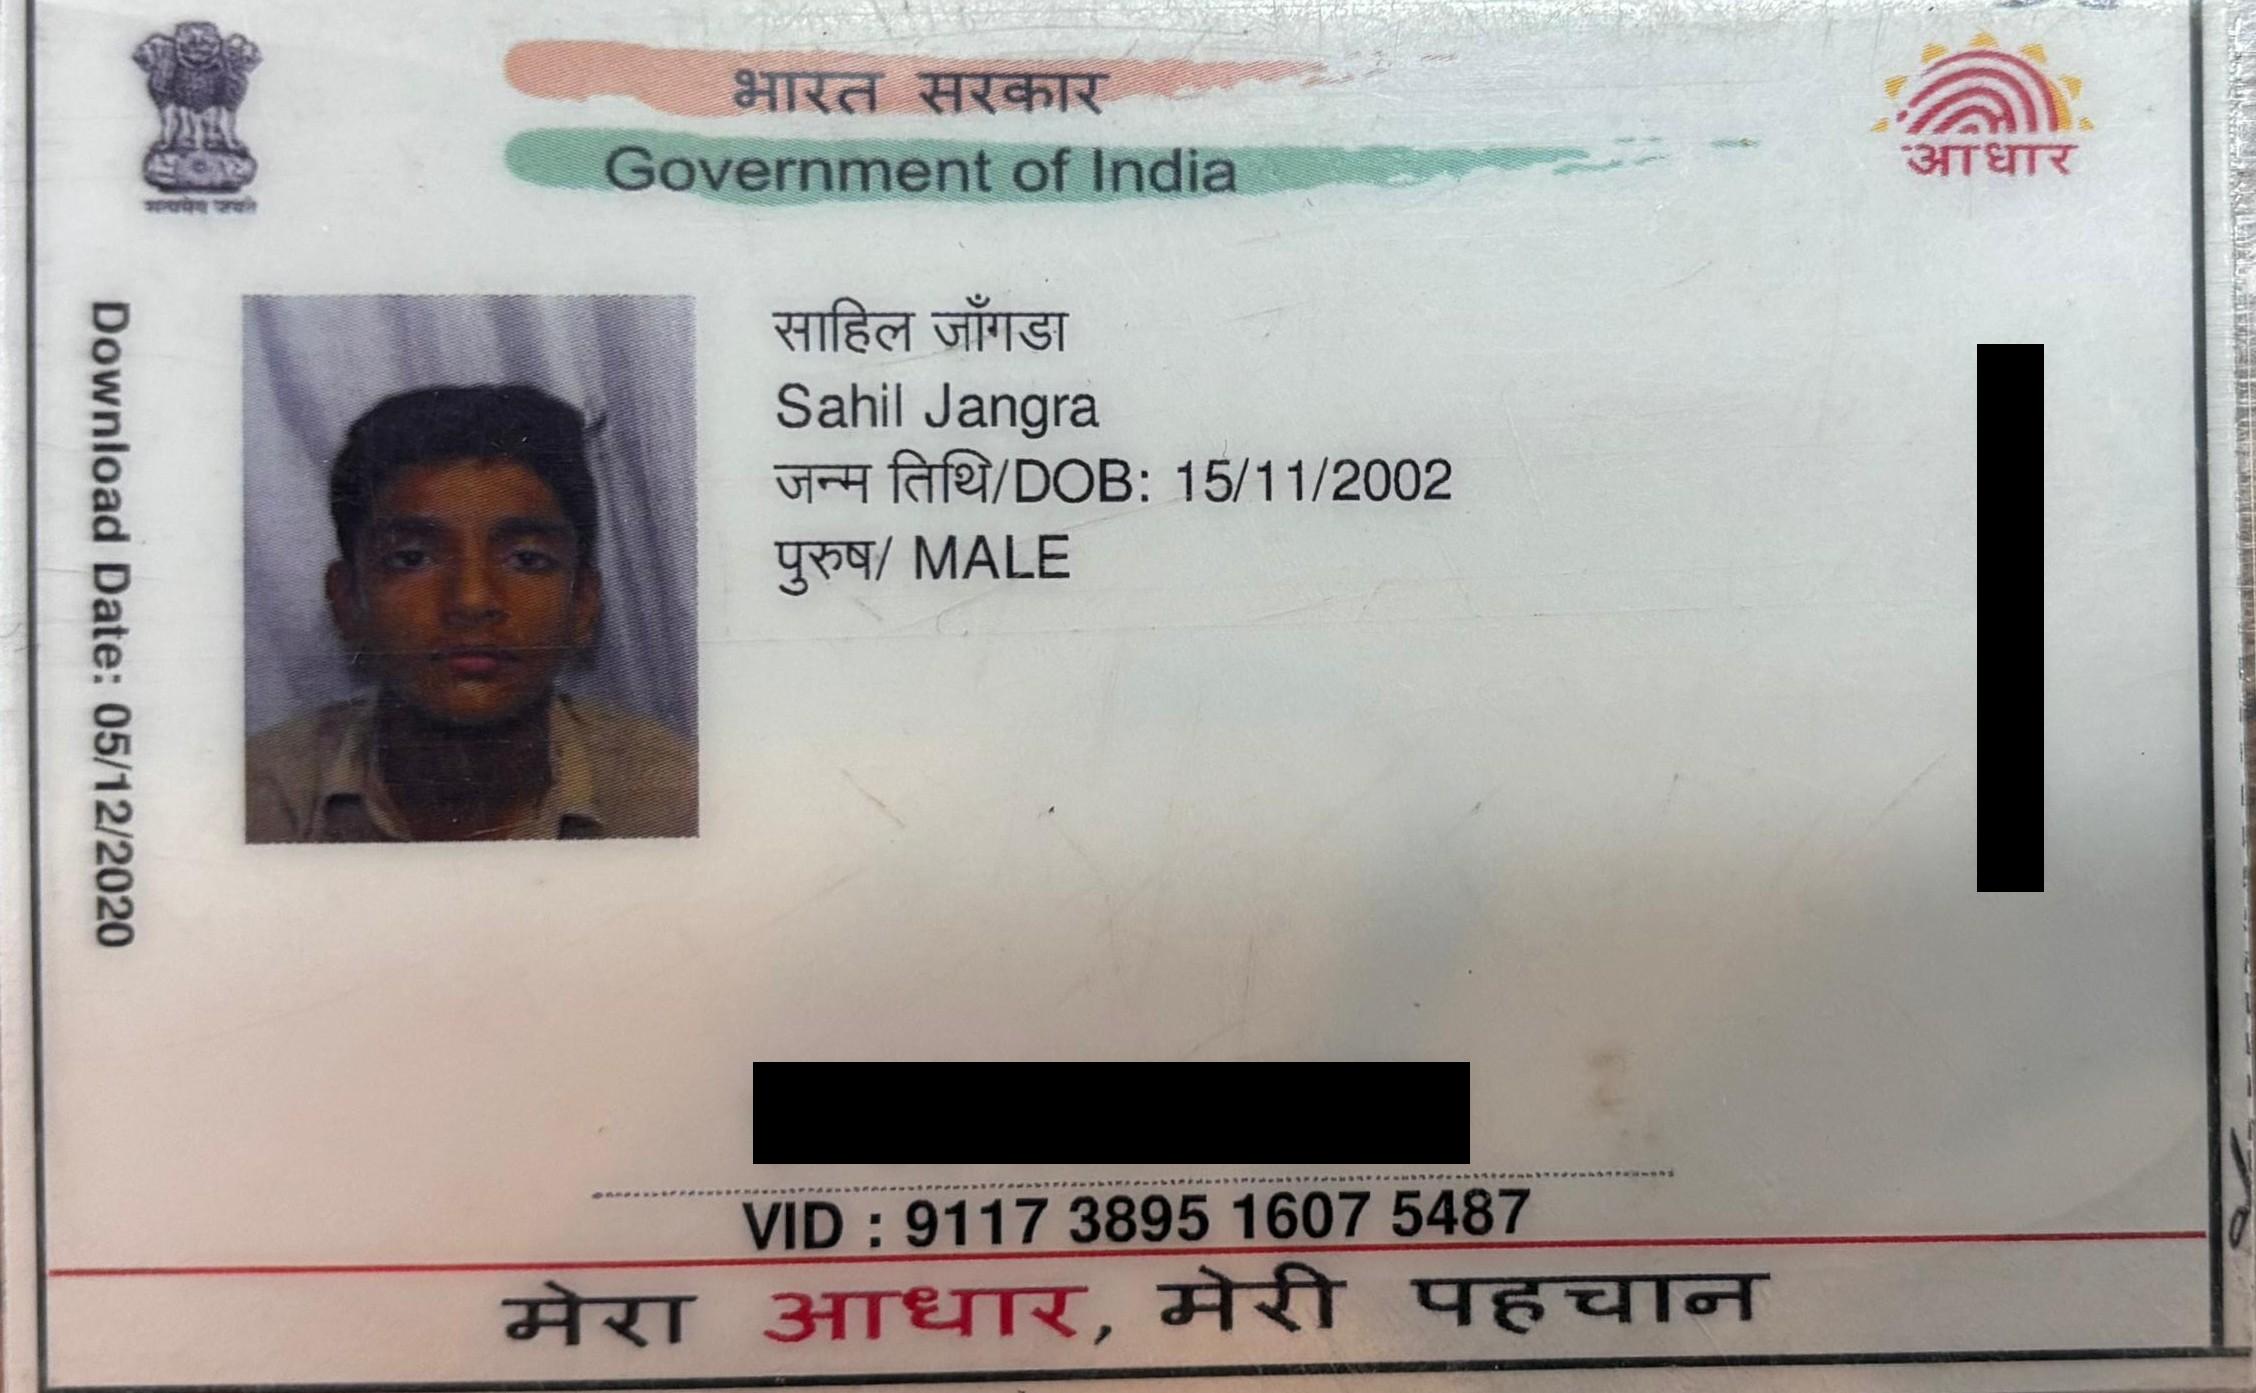 सत्यमेव जयते
भारत सरकार
Government of India
आधार
Download Date: 05/12/2020
साहिल जाँगडा
Sahil Jangra
जन्म तिथि/DOB: 15/11/2002
पुरुष/ MALE
VID : 9117 3895 1607 5487
मेरा आधार, मेरी पहचान